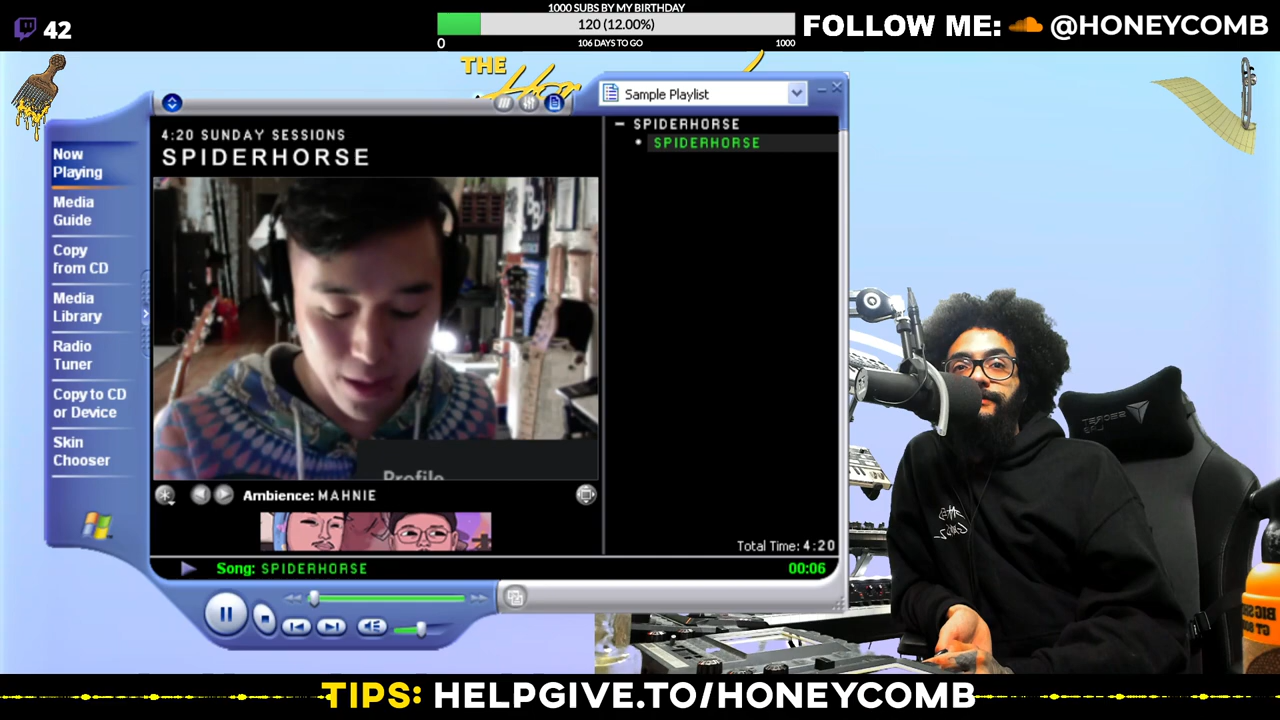 42
1000 SUBS BY MY BIRTHDAY
120 (12.00%)
0
106 DAYS TO GO
1000
FOLLOW ME: @HONEYCOMB
THE
Sample Playlist
4:20 SUNDAY SESSIONS
SPIDERHORSE
SPIDERHORSE
SPIDERHORSE
Now
Playing
Media
Guide
Copy
from CD
Media
Library
Radio
Tuner
Copy to CD
or Device
Skin
Chooser
Profile
Ambience: MAHNIE
Total Time: 4:20
Song: SPIDERHORSE
00:06
TIPS: HELPGIVE.TO/HONEYCOMB